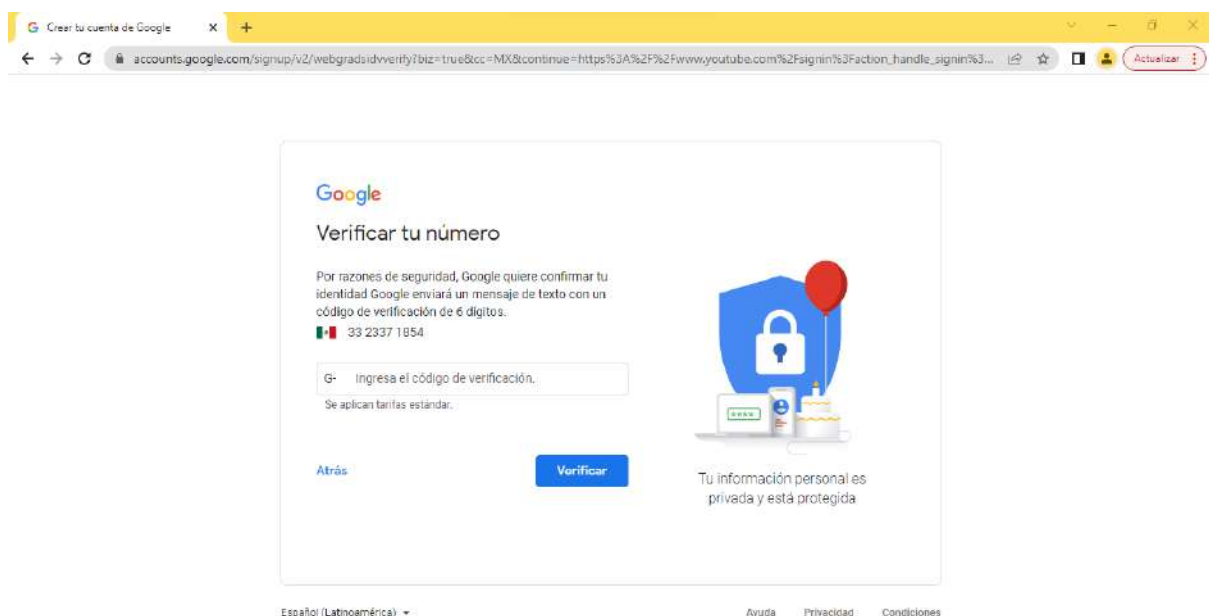 Crear tu cuenta de Google
accounts.google.com/signup/v2/webgradsidvverify?biz=true&cc=MX&continue=https%3A%2F%2Fwww.youtube.com%2Fsignin%3Faction_handle_signin%3...
Actualizar
Google
Verificar tu número
Por razones de seguridad, Google quiere confirmar tu
identidad Google enviará un mensaje de texto con un
código de verificación de 6 dígitos.
33 2337 1854
G- Ingresa el código de verificación.
Se aplican tarifas estándar.
Atrás
Verificar
Tu información personal es
privada y está protegida
Español (Latinoamérica)
Ayuda Privacidad Condiciones